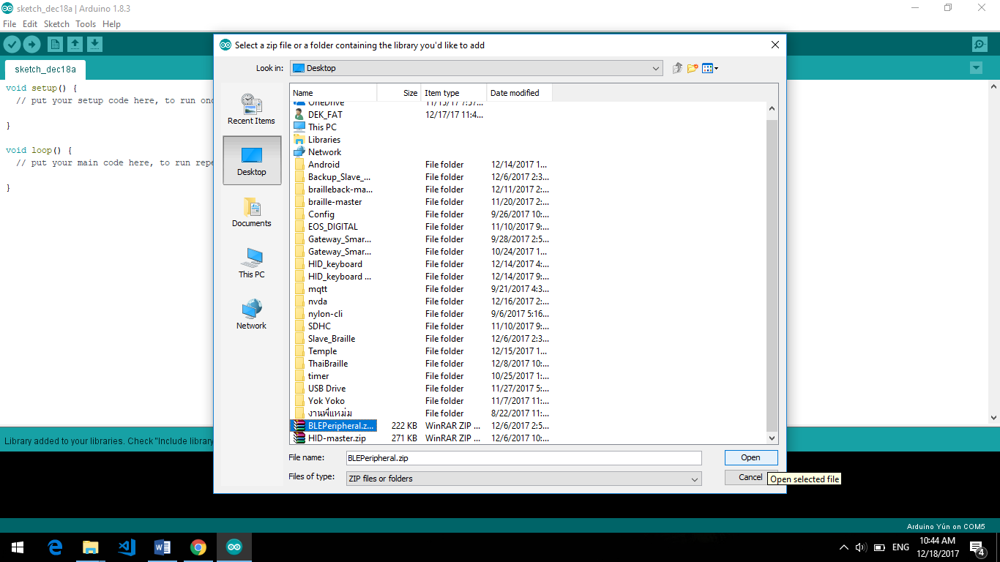 sketch_dec18a | Arduino 1.8.3
File Edit Sketch Tools Help
sketch_dec18a
void setup() {
// put your setup code here, to run
}
void loop() {
// put your main code here, to run
}
Library added to your libraries. Check "Include library
Select a zip file or a folder containing the library you'd like to add
Look in: Desktop
Recent Items
Desktop
Documents
This PC
Network
Name Size Item type Date modified
OneDrive 11/15/17 7:57...
DEK_FAT 12/17/17 11:4...
This PC
Libraries
Network
Android File folder 12/14/2017 1...
Backup_Slave_... File folder 12/6/2017 2:3...
brailleback-ma... File folder 12/11/2017 2:...
braille-master File folder 11/20/2017 2:...
Config File folder 9/26/2017 10:...
EOS_DIGITAL File folder 11/10/2017 9:...
Gateway_Smar... File folder 9/28/2017 2:5...
Gateway_Smar... File folder 10/24/2017 1...
HID_keyboard File folder 12/14/2017 4:...
HID_keyboard ... File folder 12/14/2017 9:...
mqtt File folder 9/21/2017 4:3...
nvda File folder 12/16/2017 2:...
nylon-cli File folder 9/6/2017 5:16...
SDHC File folder 11/10/2017 9:...
Slave_Braille File folder 12/6/2017 2:3...
Temple File folder 12/15/2017 1...
ThaiBraille File folder 12/8/2017 10:...
timer File folder 10/25/2017 1:...
USB Drive File folder 11/27/2017 5:...
Yok Yoko File folder 11/7/2017 11:...
งานพี่แหม่ม File folder 8/22/2017 11:...
BLEPeripheral.z... 222 KB WinRAR ZIP ... 12/6/2017 2:5...
HID-master.zip 271 KB WinRAR ZIP ... 12/6/2017 10:...
File name: BLEPeripheral.zip Open
Files of type: ZIP files or folders Cancel
Open selected file
Arduino Yún on COM5
ENG
10:44 AM
12/18/2017
4